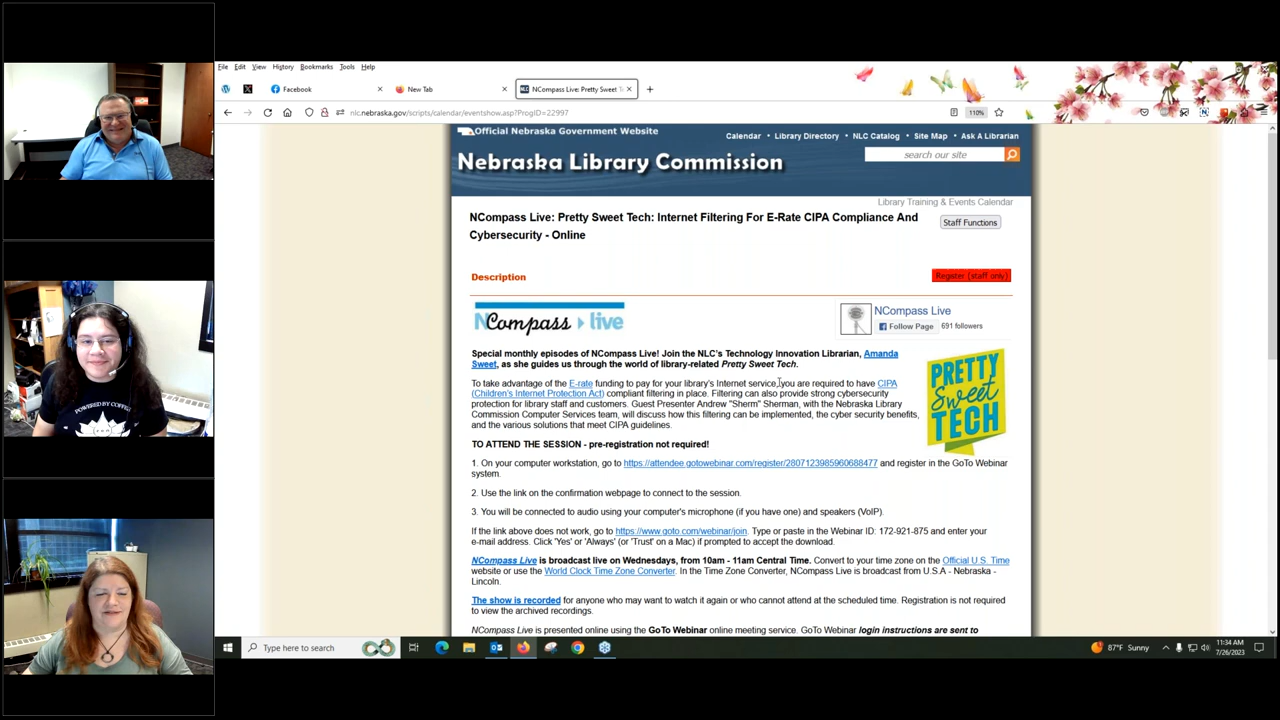 File Edit View History Bookmarks Tools Help
Facebook
New Tab
NCompass Live: Pretty Sweet T
nlc.nebraska.gov/scripts/calendar/eventshow.asp?ProgID=22997
110%
Official Nebraska Government Website
Calendar • Library Directory • NLC Catalog • Site Map • Ask A Librarian
Nebraska Library Commission
search our site
Library Training & Events Calendar
NCompass Live: Pretty Sweet Tech: Internet Filtering For E-Rate CIPA Compliance And
Cybersecurity - Online
Staff Functions
Description
Register (staff only)
NCompass live
NCompass Live
Follow Page 691 followers
Special monthly episodes of NCompass Live! Join the NLC's Technology Innovation Librarian, Amanda
Sweet, as she guides us through the world of library-related Pretty Sweet Tech.
To take advantage of the E-rate funding to pay for your library's Internet service, you are required to have CIPA
(Children's Internet Protection Act) compliant filtering in place. Filtering can also provide strong cybersecurity
protection for library staff and customers. Guest Presenter Andrew "Sherm" Sherman, with the Nebraska Library
Commission Computer Services team, will discuss how this filtering can be implemented, the cyber security benefits,
and the various solutions that meet CIPA guidelines.
PRETTY
Sweet
TECH
TO ATTEND THE SESSION - pre-registration not required!
1. On your computer workstation, go to https://attendee.gotowebinar.com/register/2807123985960688477 and register in the GoTo Webinar
system.
2. Use the link on the confirmation webpage to connect to the session.
3. You will be connected to audio using your computer's microphone (if you have one) and speakers (VoIP).
If the link above does not work, go to https://www.goto.com/webinar/join. Type or paste in the Webinar ID: 172-921-875 and enter your
e-mail address. Click 'Yes' or 'Always' (or 'Trust' on a Mac) if prompted to accept the download.
NCompass Live is broadcast live on Wednesdays, from 10am - 11am Central Time. Convert to your time zone on the Official U.S. Time
website or use the World Clock Time Zone Converter. In the Time Zone Converter, NCompass Live is broadcast from U.S.A - Nebraska -
Lincoln.
The show is recorded for anyone who may want to watch it again or who cannot attend at the scheduled time. Registration is not required
to view the archived recordings.
NCompass Live is presented online using the GoTo Webinar online meeting service. GoTo Webinar login instructions are sent to
Type here to search
87°F Sunny
11:34 AM
7/26/2023
POWERED BY COFFEE